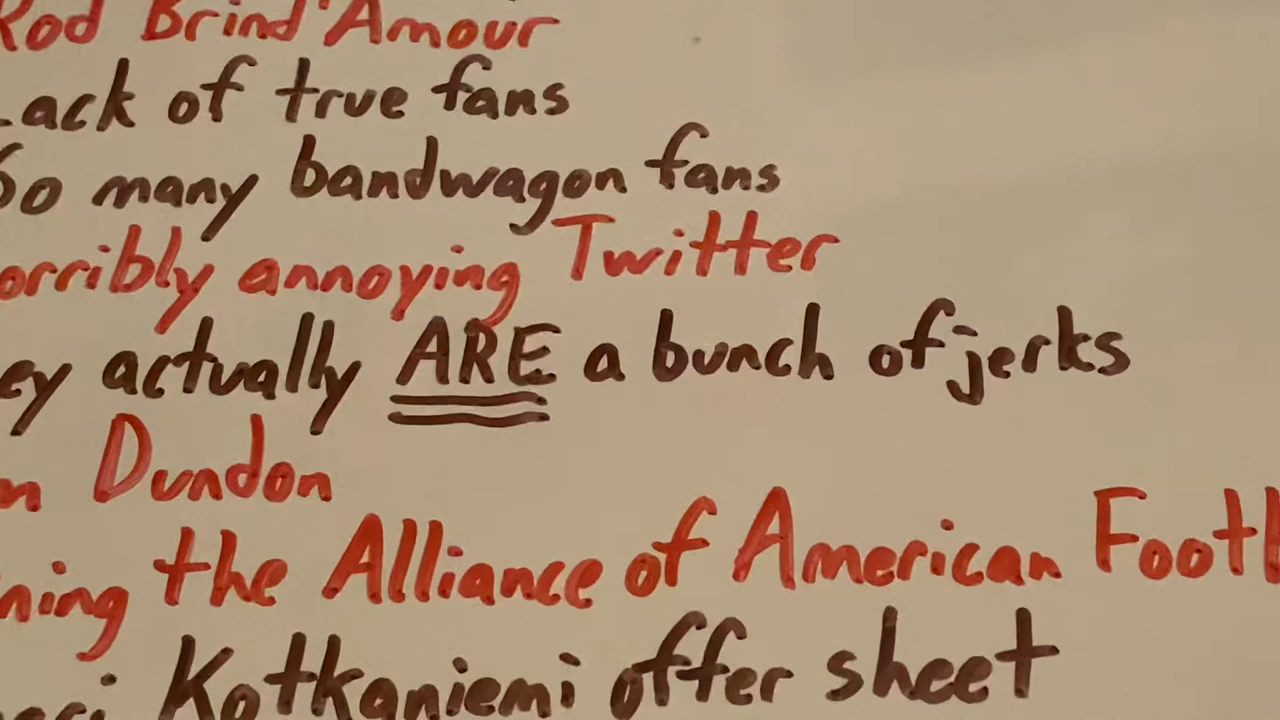 Rod Brind'Amour
Lack of true fans
So many bandwagon fans
orribly annoying Twitter
ey actually ARE a bunch of jerks
m Dundon
ning the Alliance of American Footb
Kotkaniemi offer sheet